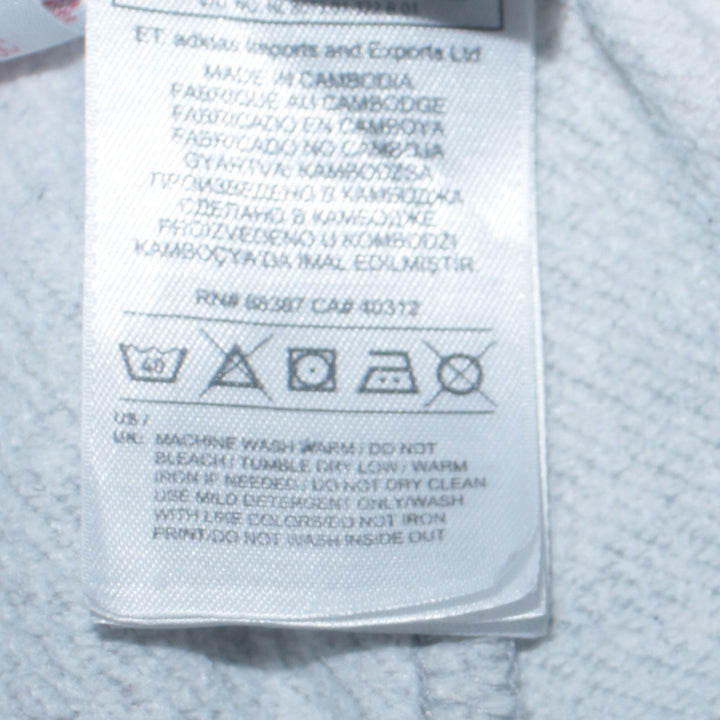 ET: adidas Imports and Exports Ltd
MADE IN CAMBODIA
FABRIQUE AU CAMBODGE
FABRICADO EN CAMBOYA
FABRICADO NO CAMBOJA
GYARTVA: KAMBODZSA
ПРОИЗВЕДЕНО В КАМБОДЖА
СДЕЛАНО В КАМБОДЖЕ
PROIZVEDENO U KOMBODŽI
KAMBOÇYA'DA IMAL EDILMIŞTIR.
RN# 88387 CA# 40312
40
US /
UK: MACHINE WASH WARM / DO NOT
BLEACH / TUMBLE DRY LOW / WARM
IRON IF NEEDED / DO NOT DRY CLEAN
USE MILD DETERGENT ONLY/WASH
WITH LIKE COLORS/DO NOT IRON
PRINT/DO NOT WASH INSIDE OUT